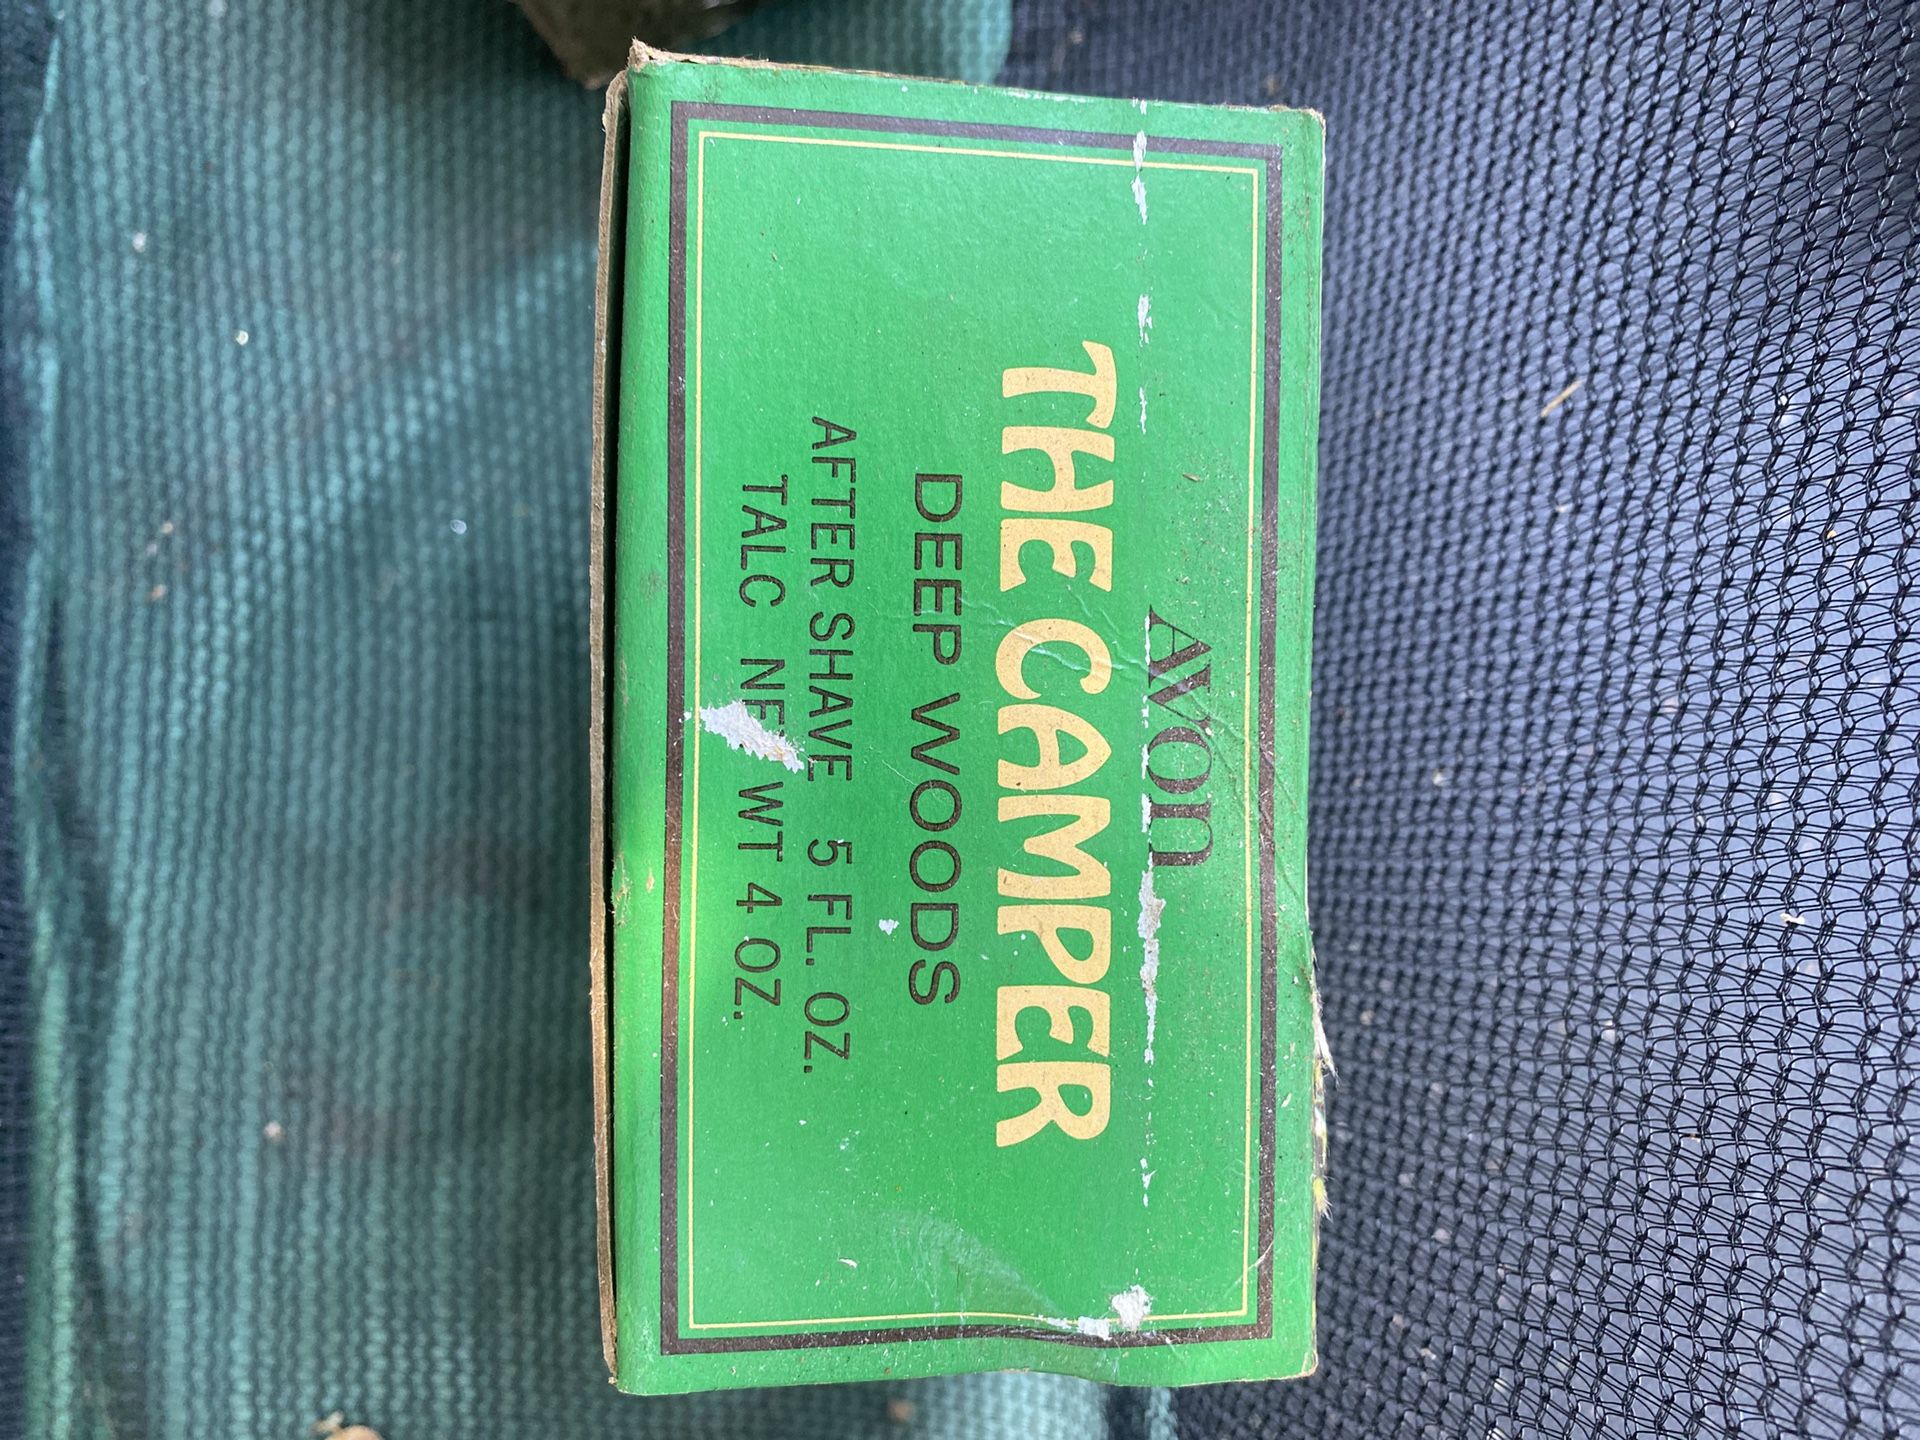 AVON
THE CAMPER
DEEP WOODS
AFTER SHAVE 5 FL. OZ.
TALC NET WT 4 OZ.